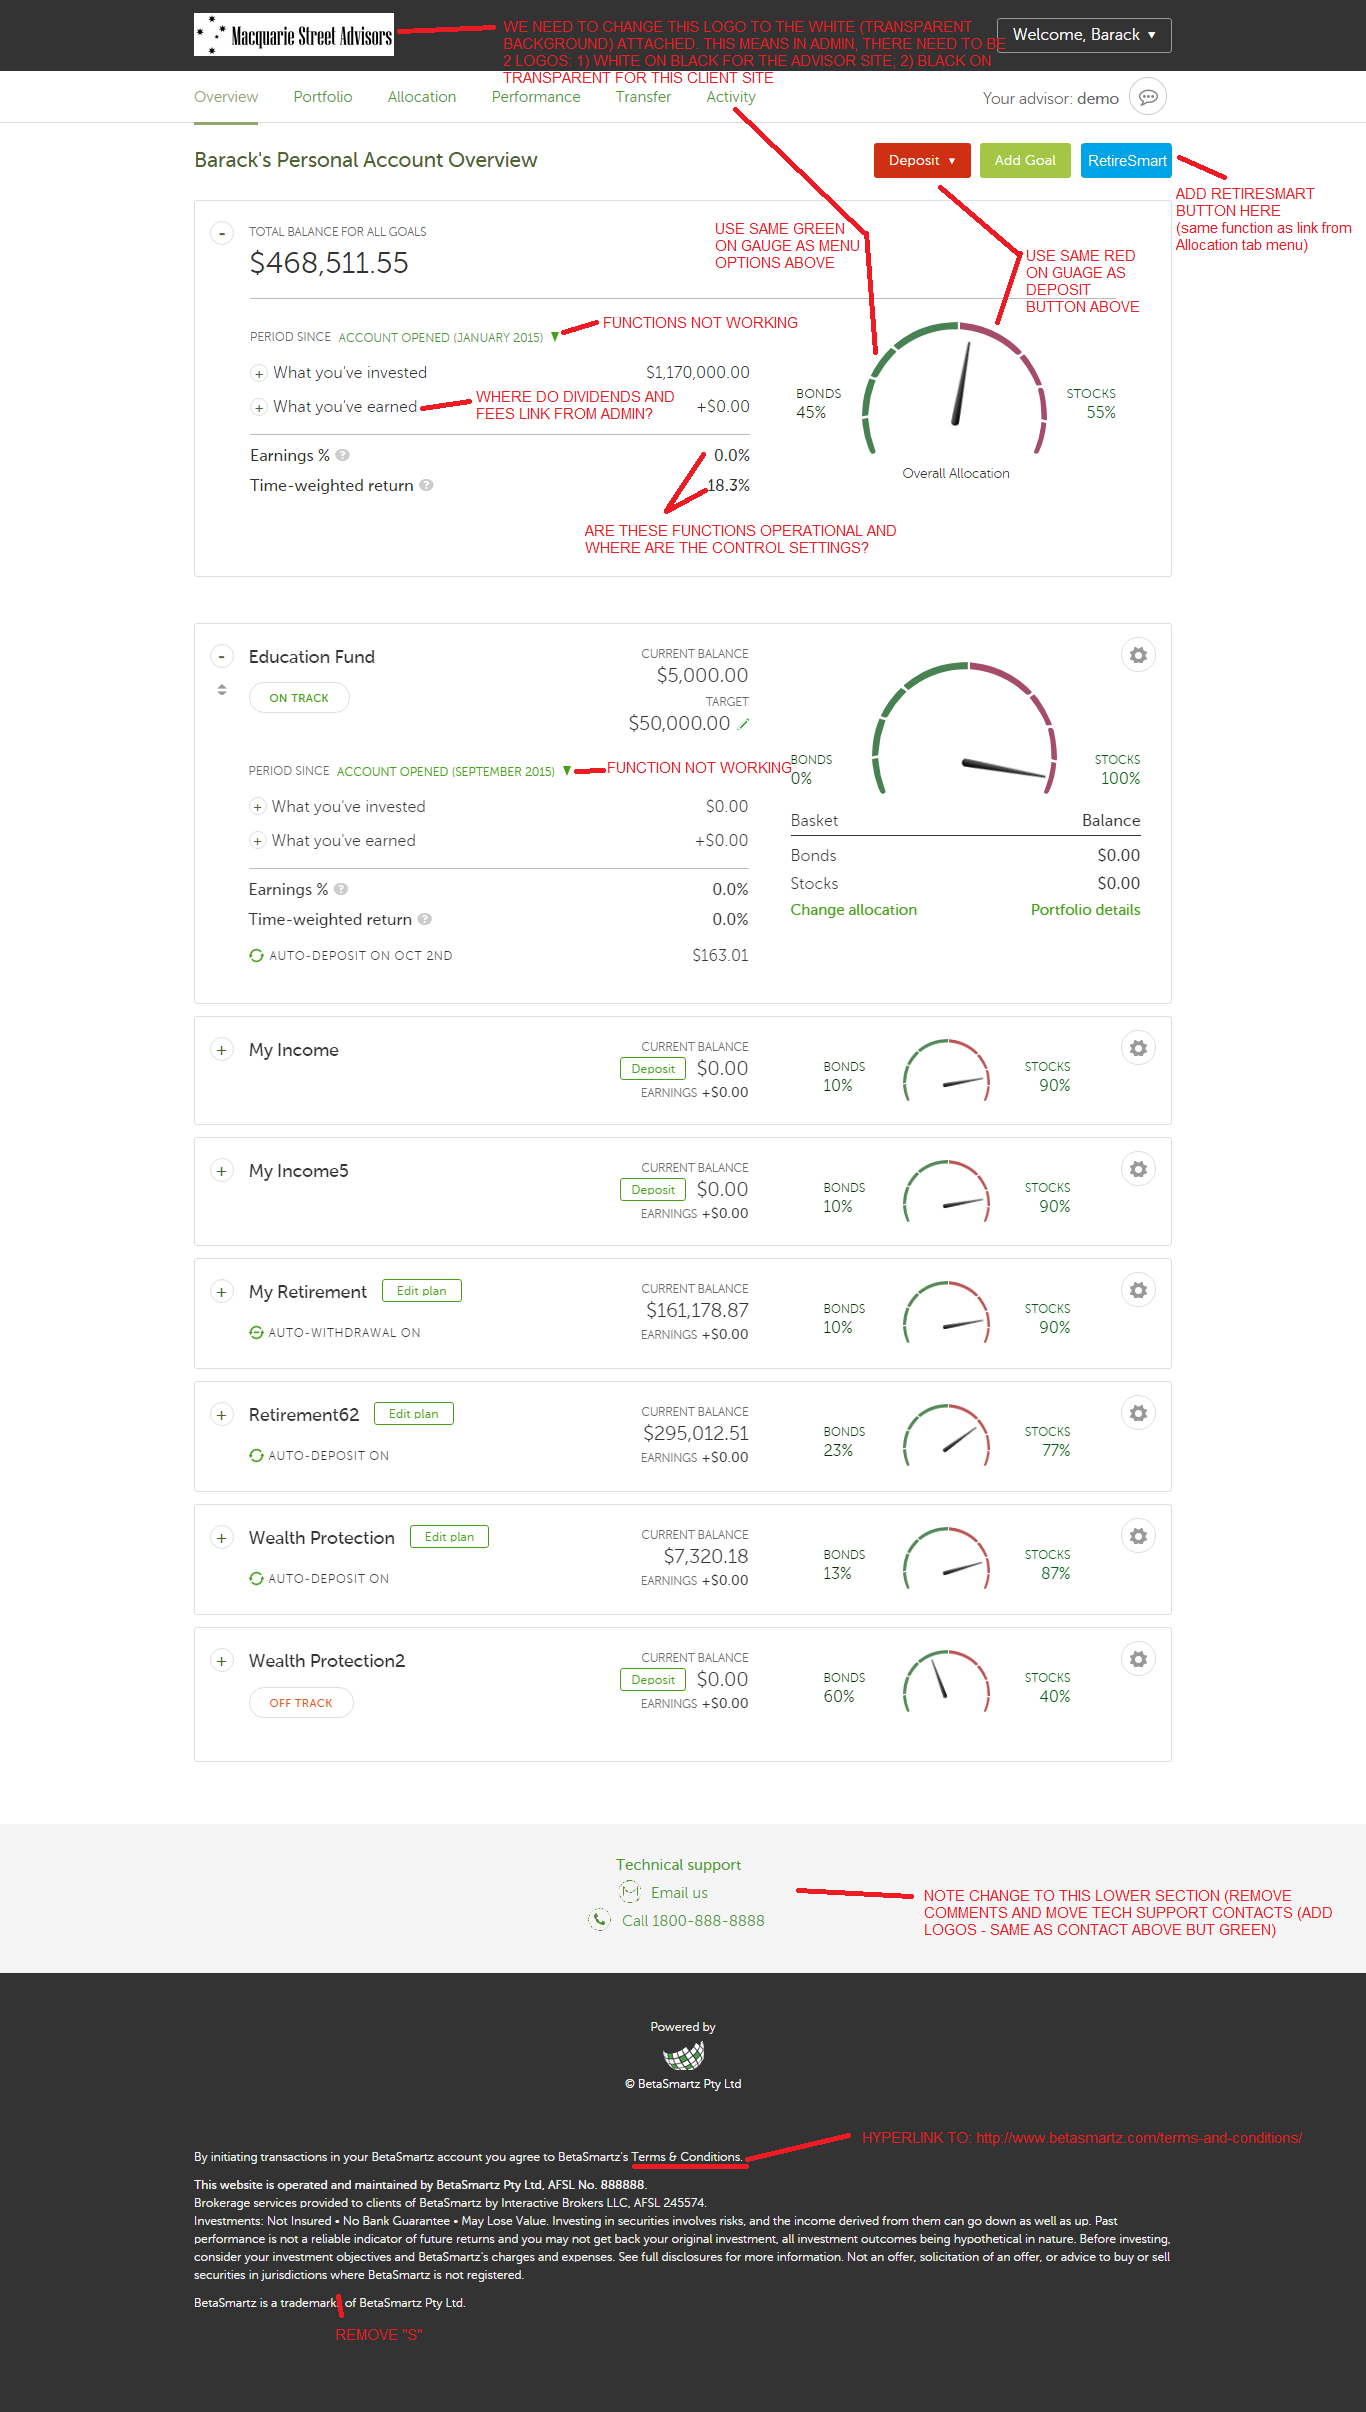 Macquarie Street Advisors
WE NEED TO CHANGE THIS LOGO TO THE WHITE (TRANSPARENT
BACKGROUND) ATTACHED. THIS MEANS IN ADMIN, THERE NEED TO BE
2 LOGOS: 1) WHITE ON BLACK FOR THE ADVISOR SITE; 2) BLACK ON
TRANSPARENT FOR THIS CLIENT SITE
Welcome, Barack ▼
Overview Portfolio Allocation Performance Transfer Activity
Your advisor: demo
Barack's Personal Account Overview
Deposit ▼ Add Goal RetireSmart
ADD RETIRESMART
BUTTON HERE
(same function as link from
Allocation tab menu)
- TOTAL BALANCE FOR ALL GOALS
$468,511.55
USE SAME GREEN
ON GAUGE AS MENU
OPTIONS ABOVE
USE SAME RED
ON GUAGE AS
DEPOSIT
BUTTON ABOVE
PERIOD SINCE ACCOUNT OPENED (JANUARY 2015) ▼
FUNCTIONS NOT WORKING
+ What you've invested $1,170,000.00
+ What you've earned +$0.00
WHERE DO DIVIDENDS AND
FEES LINK FROM ADMIN?
Earnings % ? 0.0%
Time-weighted return ? 18.3%
ARE THESE FUNCTIONS OPERATIONAL AND
WHERE ARE THE CONTROL SETTINGS?
BONDS
45%
STOCKS
55%
Overall Allocation
- Education Fund
ON TRACK
CURRENT BALANCE
$5,000.00
TARGET
$50,000.00
PERIOD SINCE ACCOUNT OPENED (SEPTEMBER 2015) ▼
FUNCTION NOT WORKING
+ What you've invested $0.00
+ What you've earned +$0.00
Earnings % ? 0.0%
Time-weighted return ? 0.0%
AUTO-DEPOSIT ON OCT 2ND $163.01
BONDS
0%
STOCKS
100%
Basket Balance
Bonds $0.00
Stocks $0.00
Change allocation Portfolio details
+ My Income
CURRENT BALANCE
Deposit $0.00
EARNINGS +$0.00
BONDS
10%
STOCKS
90%
+ My Income5
CURRENT BALANCE
Deposit $0.00
EARNINGS +$0.00
BONDS
10%
STOCKS
90%
+ My Retirement Edit plan
AUTO-WITHDRAWAL ON
CURRENT BALANCE
$161,178.87
EARNINGS +$0.00
BONDS
10%
STOCKS
90%
+ Retirement62 Edit plan
AUTO-DEPOSIT ON
CURRENT BALANCE
$295,012.51
EARNINGS +$0.00
BONDS
23%
STOCKS
77%
+ Wealth Protection Edit plan
AUTO-DEPOSIT ON
CURRENT BALANCE
$7,320.18
EARNINGS +$0.00
BONDS
13%
STOCKS
87%
+ Wealth Protection2
OFF TRACK
CURRENT BALANCE
Deposit $0.00
EARNINGS +$0.00
BONDS
60%
STOCKS
40%
Technical support
Email us
Call 1800-888-8888
NOTE CHANGE TO THIS LOWER SECTION (REMOVE
COMMENTS AND MOVE TECH SUPPORT CONTACTS (ADD
LOGOS - SAME AS CONTACT ABOVE BUT GREEN)
Powered by
© BetaSmartz Pty Ltd
HYPERLINK TO: http://www.betasmartz.com/terms-and-conditions/
By initiating transactions in your BetaSmartz account you agree to BetaSmartz's Terms & Conditions.
This website is operated and maintained by BetaSmartz Pty Ltd, AFSL No. 888888.
Brokerage services provided to clients of BetaSmartz by Interactive Brokers LLC, AFSL 245574.
Investments: Not Insured • No Bank Guarantee • May Lose Value. Investing in securities involves risks, and the income derived from them can go down as well as up. Past
performance is not a reliable indicator of future returns and you may not get back your original investment, all investment outcomes being hypothetical in nature. Before investing,
consider your investment objectives and BetaSmartz's charges and expenses. See full disclosures for more information. Not an offer, solicitation of an offer, or advice to buy or sell
securities in jurisdictions where BetaSmartz is not registered.
BetaSmartz is a trademark of BetaSmartz Pty Ltd.
REMOVE "S"